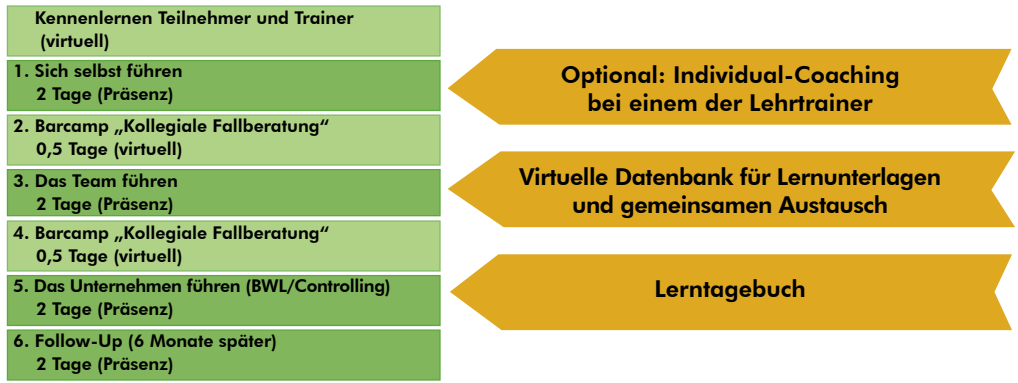 Kennenlernen Teilnehmer und Trainer
(virtuell)
1. Sich selbst führen
2 Tage (Präsenz)
2. Barcamp „Kollegiale Fallberatung“
0,5 Tage (virtuell)
3. Das Team führen
2 Tage (Präsenz)
4. Barcamp „Kollegiale Fallberatung“
0,5 Tage (virtuell)
5. Das Unternehmen führen (BWL/Controlling)
2 Tage (Präsenz)
6. Follow-Up (6 Monate später)
2 Tage (Präsenz)
Optional: Individual-Coaching
bei einem der Lehrtrainer
Virtuelle Datenbank für Lernunterlagen
und gemeinsamen Austausch
Lerntagebuch